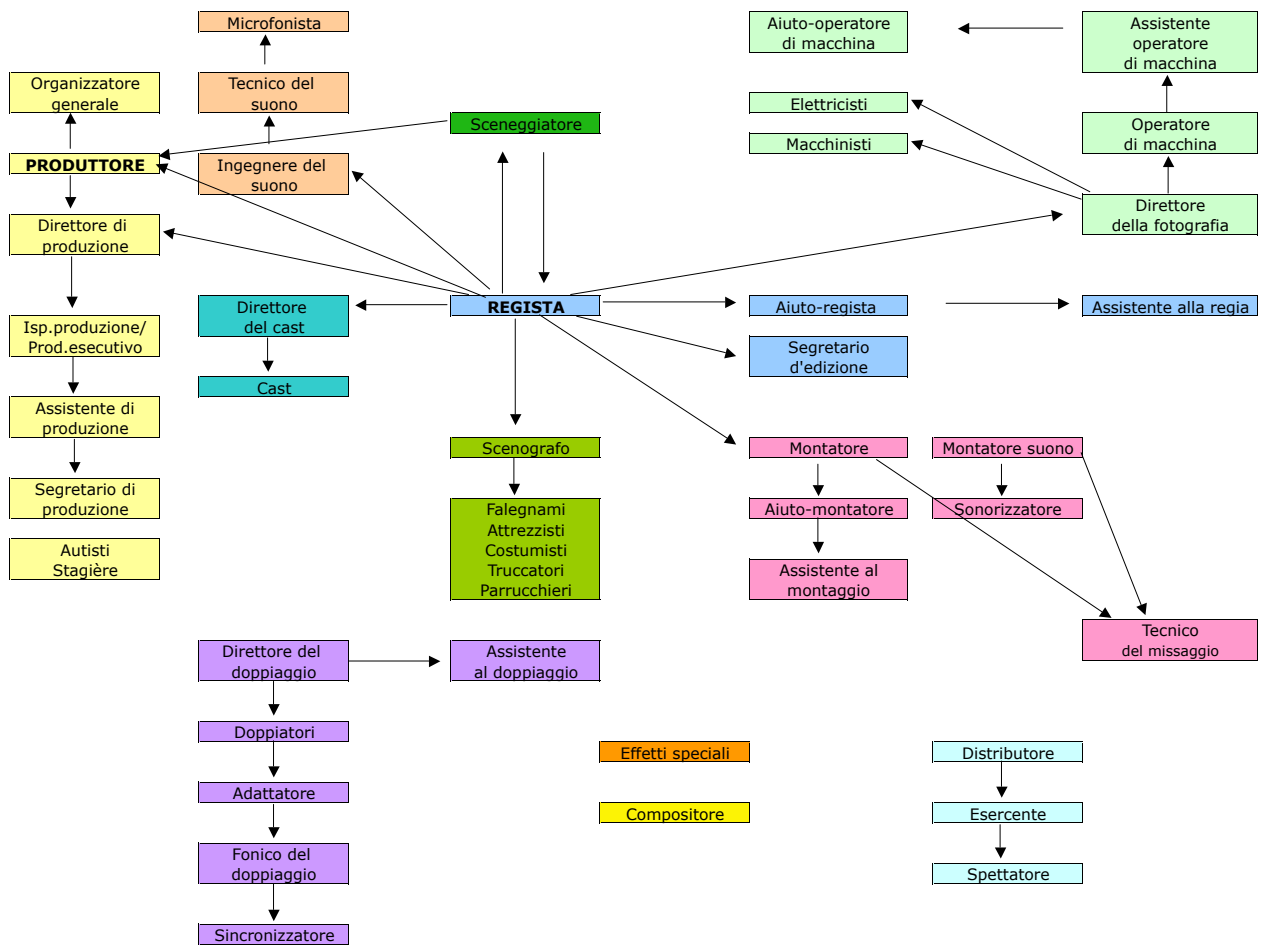 Microfonista
Aiuto-operatore
di macchina
Assistente
operatore
di macchina
Organizzatore
generale
Tecnico del
suono
Elettricisti
Sceneggiatore
Operatore
di macchina
Macchinisti
PRODUTTORE
Ingegnere del
suono
Direttore
della fotografia
Direttore di
produzione
Direttore
del cast
REGISTA
Aiuto-regista
Assistente alla regia
Isp.produzione/
Prod.esecutivo
Segretario
d'edizione
Cast
Assistente di
produzione
Scenografo
Montatore
Montatore suono
Segretario di
produzione
Falegnami
Attrezzisti
Costumisti
Truccatori
Parrucchieri
Aiuto-montatore
Sonorizzatore
Autisti
Stagière
Assistente al
montaggio
Tecnico
del missaggio
Direttore del
doppiaggio
Assistente
al doppiaggio
Doppiatori
Effetti speciali
Distributore
Adattatore
Compositore
Esercente
Fonico del
doppiaggio
Spettatore
Sincronizzatore